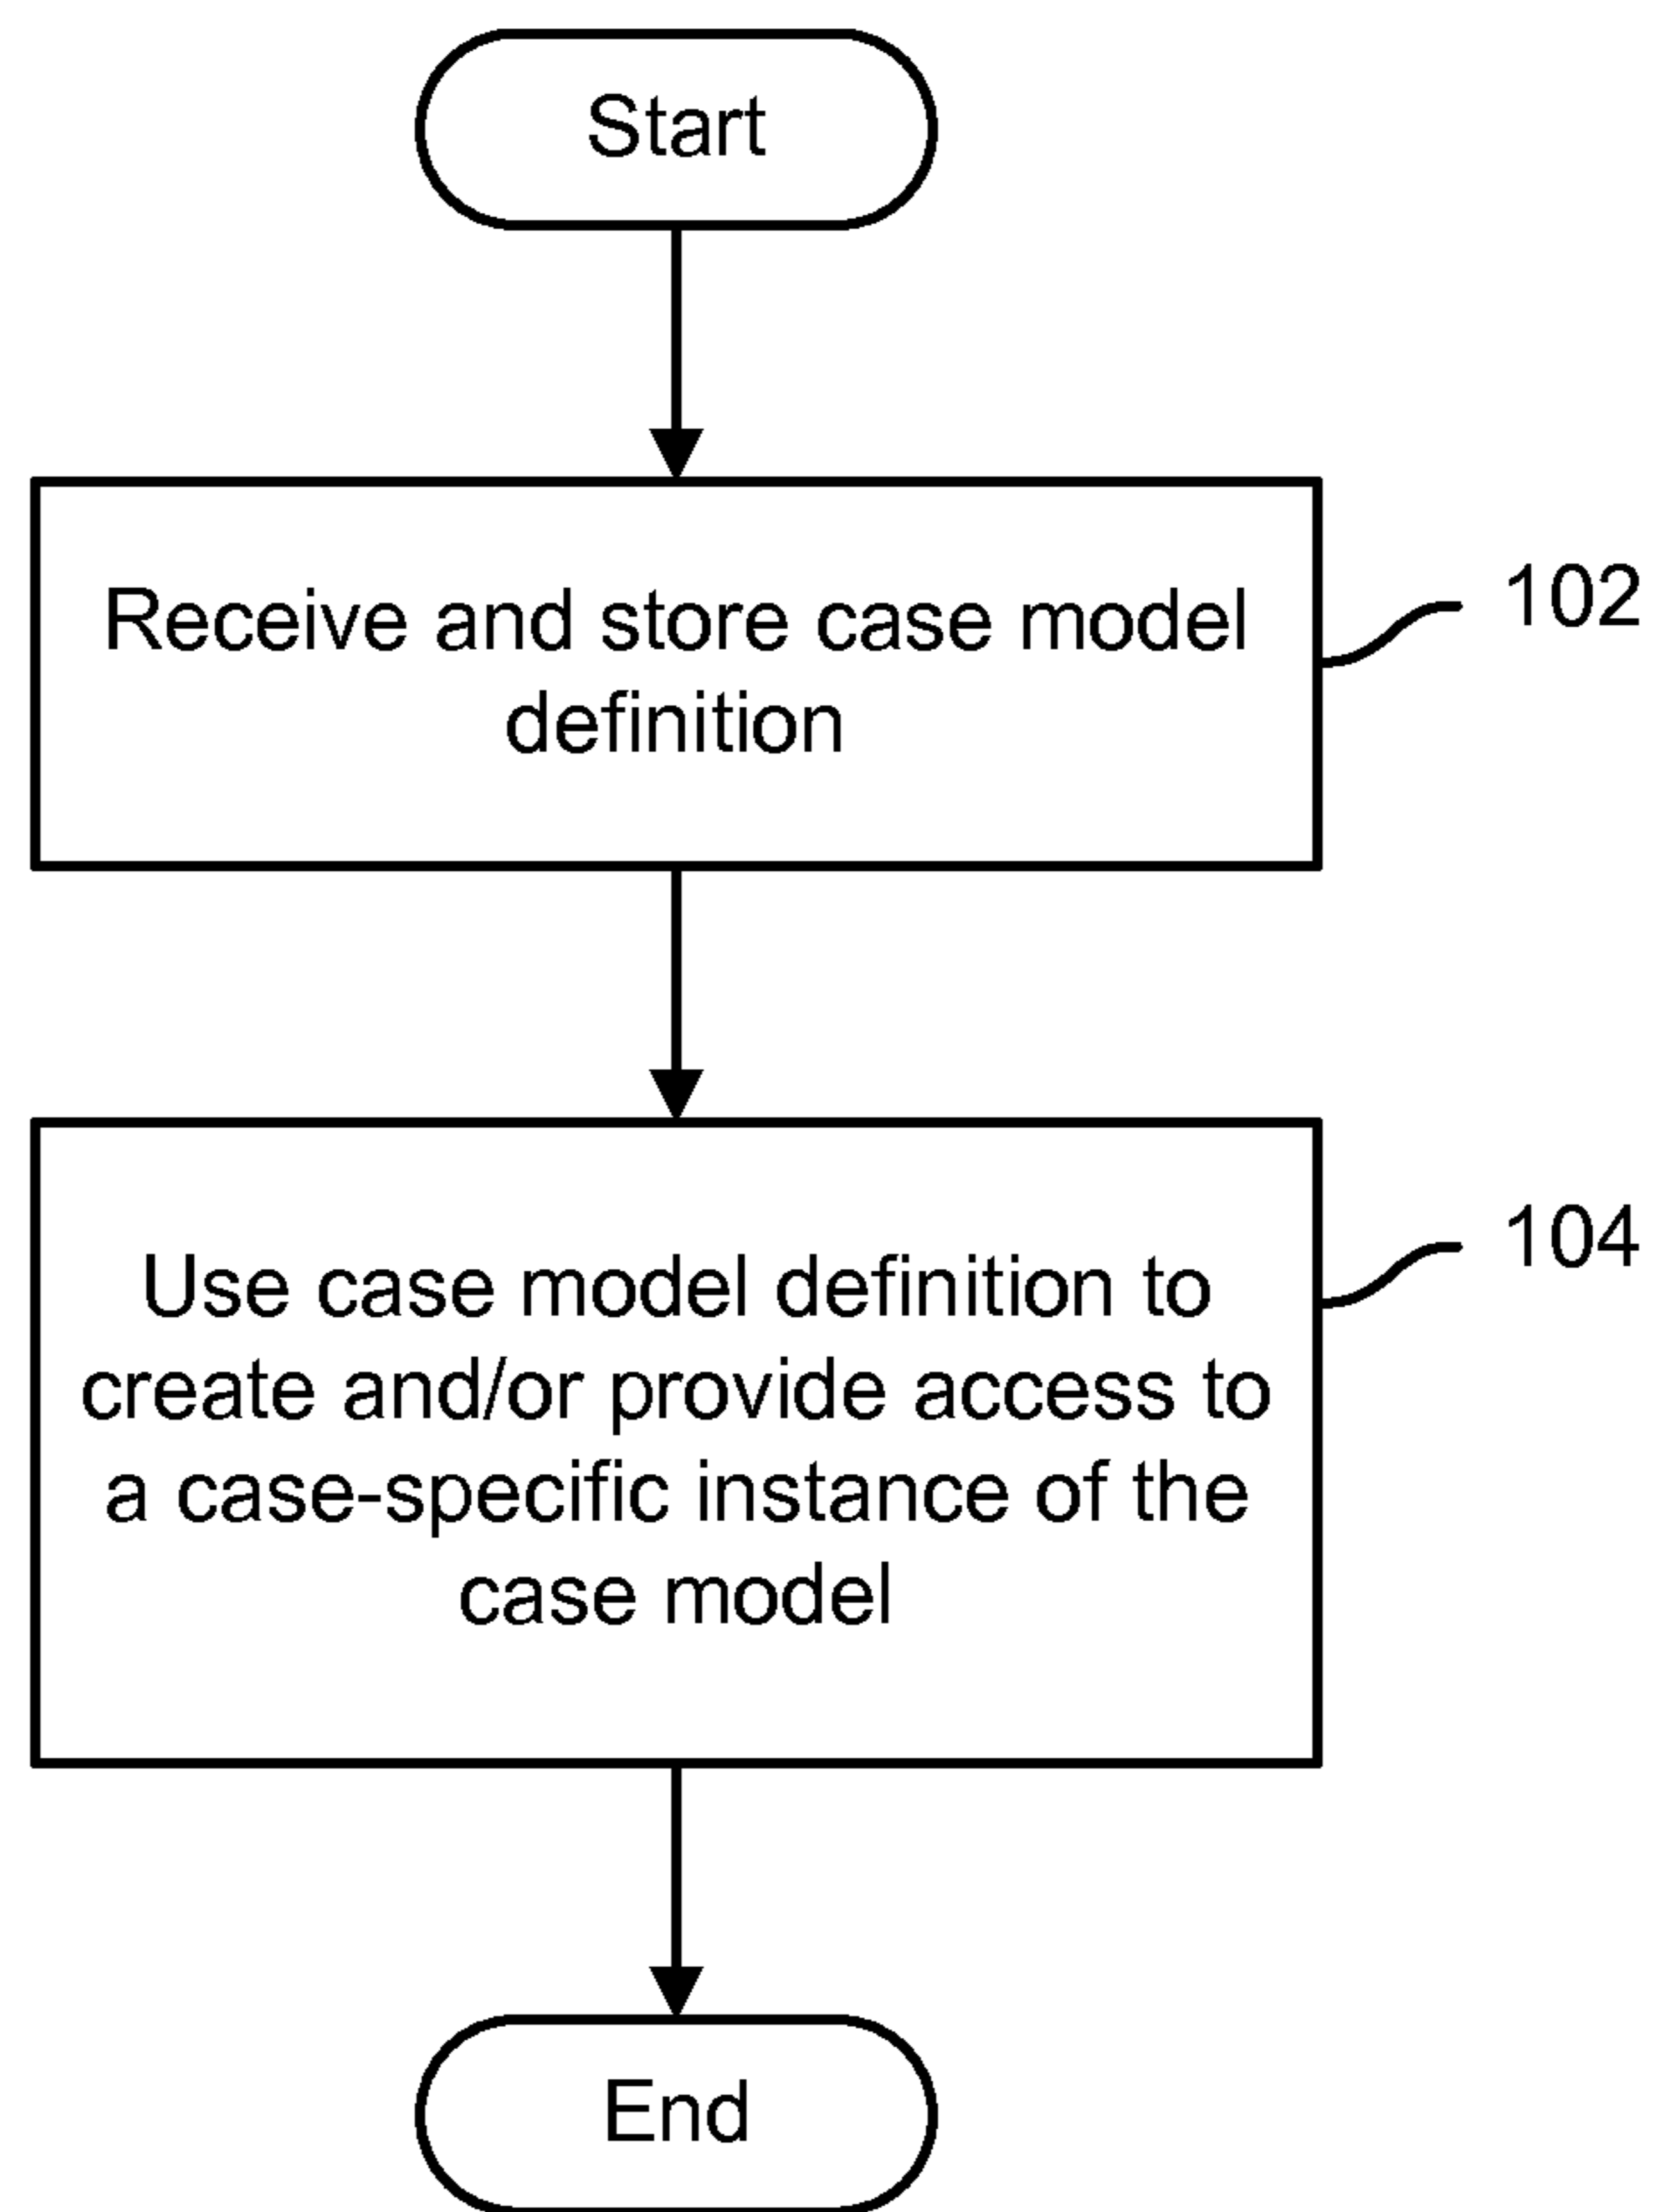 Start
Receive and store case model
definition
102
Use case model definition to
create and/or provide access to
a case-specific instance of the
case model
104
End